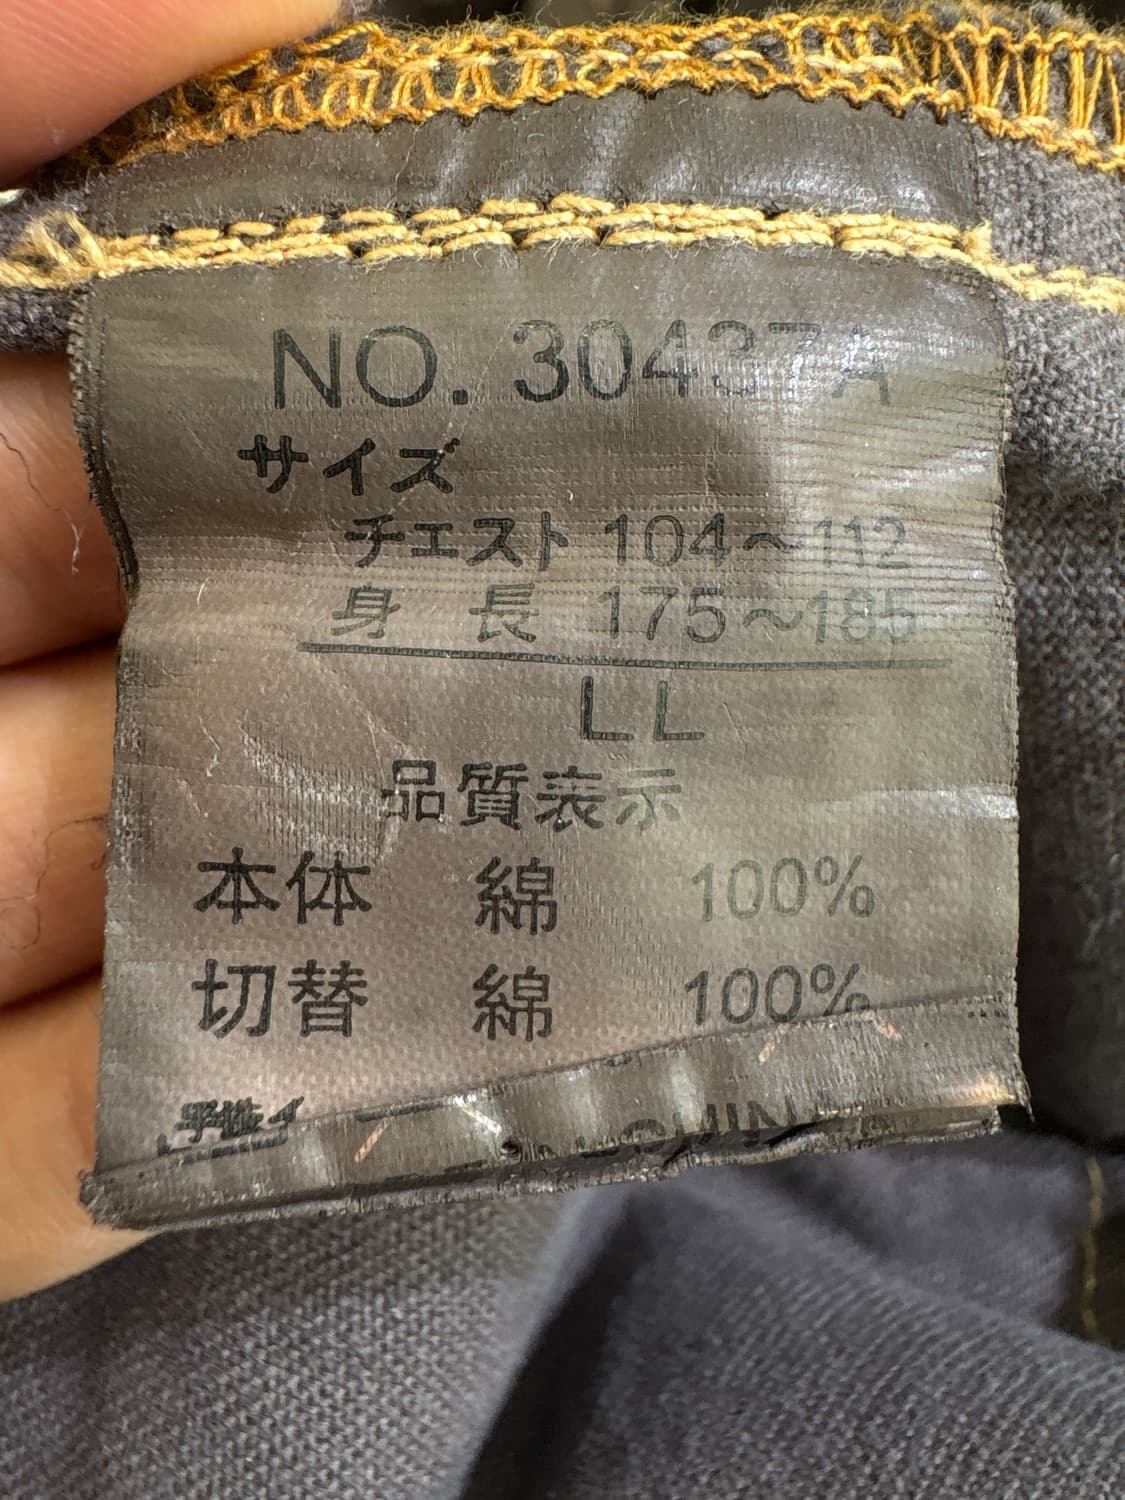 NO. 30437A
サイズ
チェスト 104～112
身 長 175～185
LL
品質表示
本体 綿 100%
切替 綿 100%